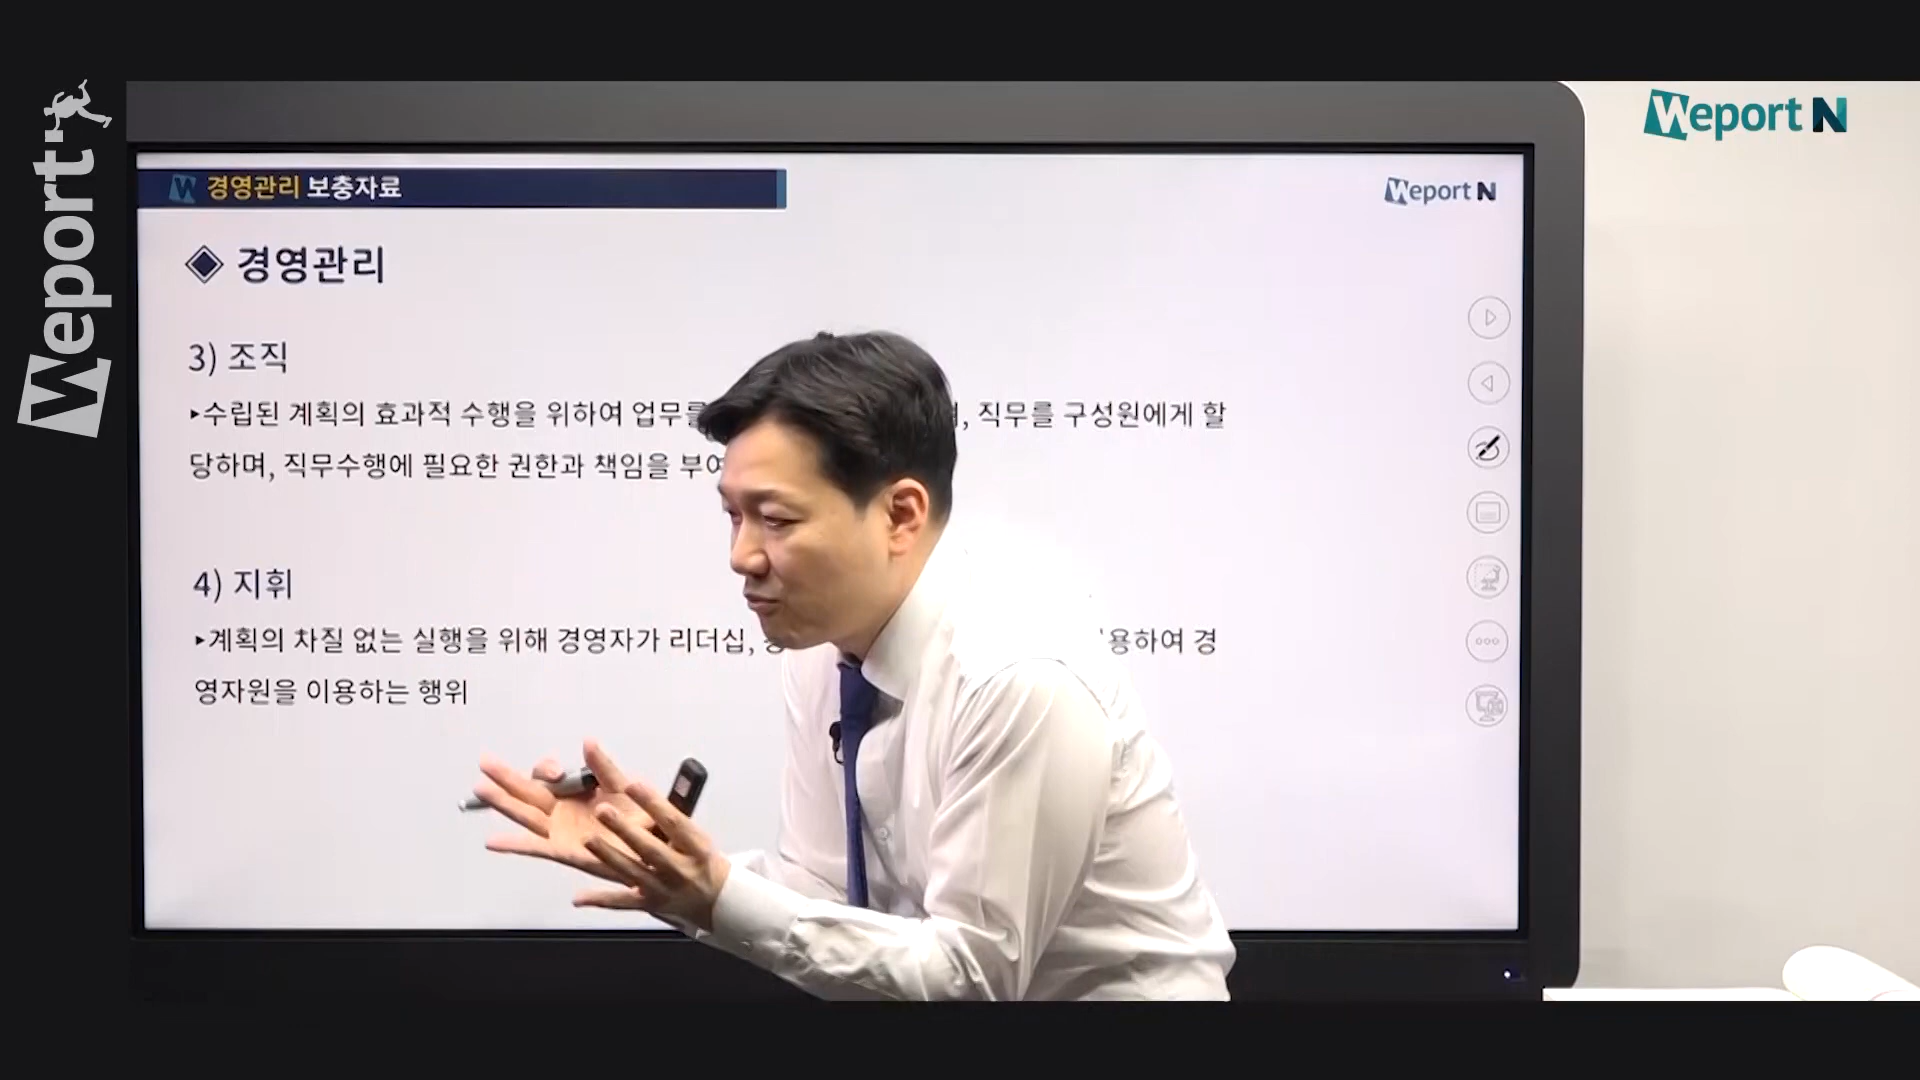 Weport
Weport N
경영관리 보충자료
Weport N
경영관리
3) 조직
▸수립된 계획의 효과적 수행을 위하여 업무를 , 직무를 구성원에게 할
당하며, 직무수행에 필요한 권한과 책임을
4) 지휘
▸계획의 차질 없는 실행을 위해 경영자가 리더십, 경
영자원을 이용하는 행위